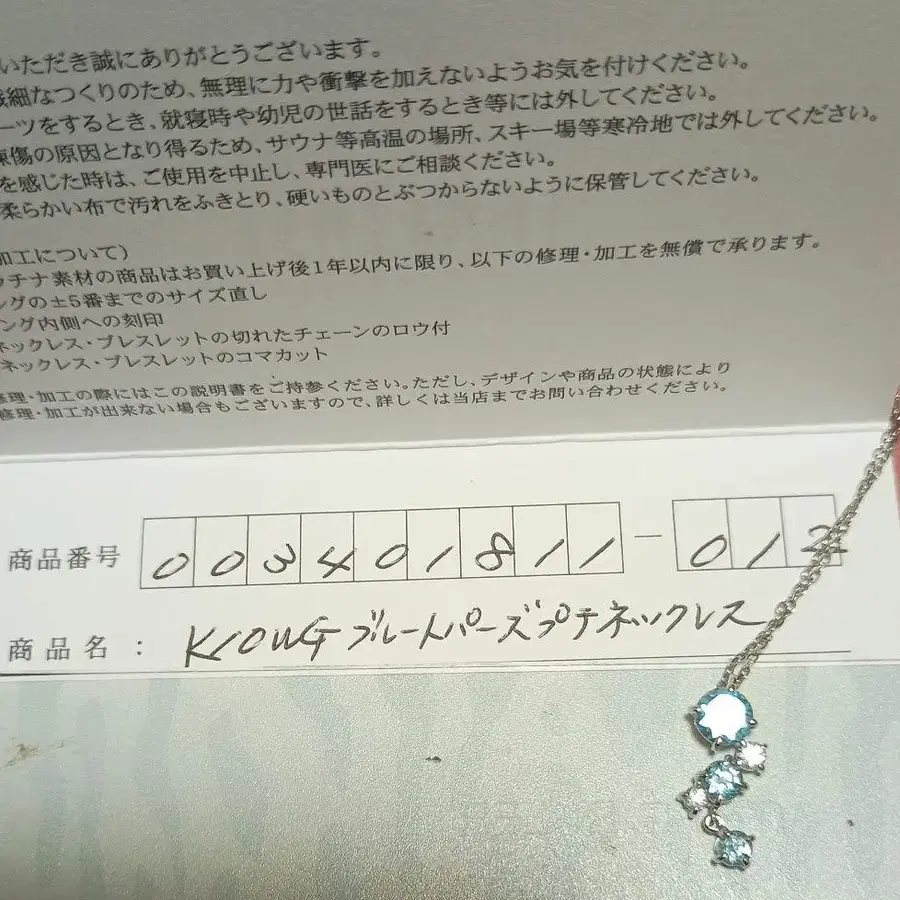 いただき誠にありがとうございます。
細なつくりのため、無理に力や衝撃を加えないようお気を付けください。
ーツをするとき、就寝時や幼児の世話をするとき等には外してください。
凍傷の原因となり得るため、サウナ等高温の場所、スキー場等寒冷地では外してください。
を感じた時は、ご使用を中止し、専門医にご相談ください。
柔らかい布で汚れをふきとり、硬いものとぶつからないように保管してください。
加工について)
ラチナ素材の商品はお買い上げ後1年以内に限り、以下の修理・加工を無償で承ります。
ングの±5番までのサイズ直し
ング内側への刻印
ネックレス・ブレスレットの切れたチェーンのロウ付
ネックレス・ブレスレットのコマカット
修理・加工の際にはこの説明書をご持参ください。ただし、デザインや商品の状態により
修理・加工が出来ない場合もございますので、詳しくは当店までお問い合わせください。
商品番号 003401811 - 012
商品名: K10WGブルートパーズプチネックレス